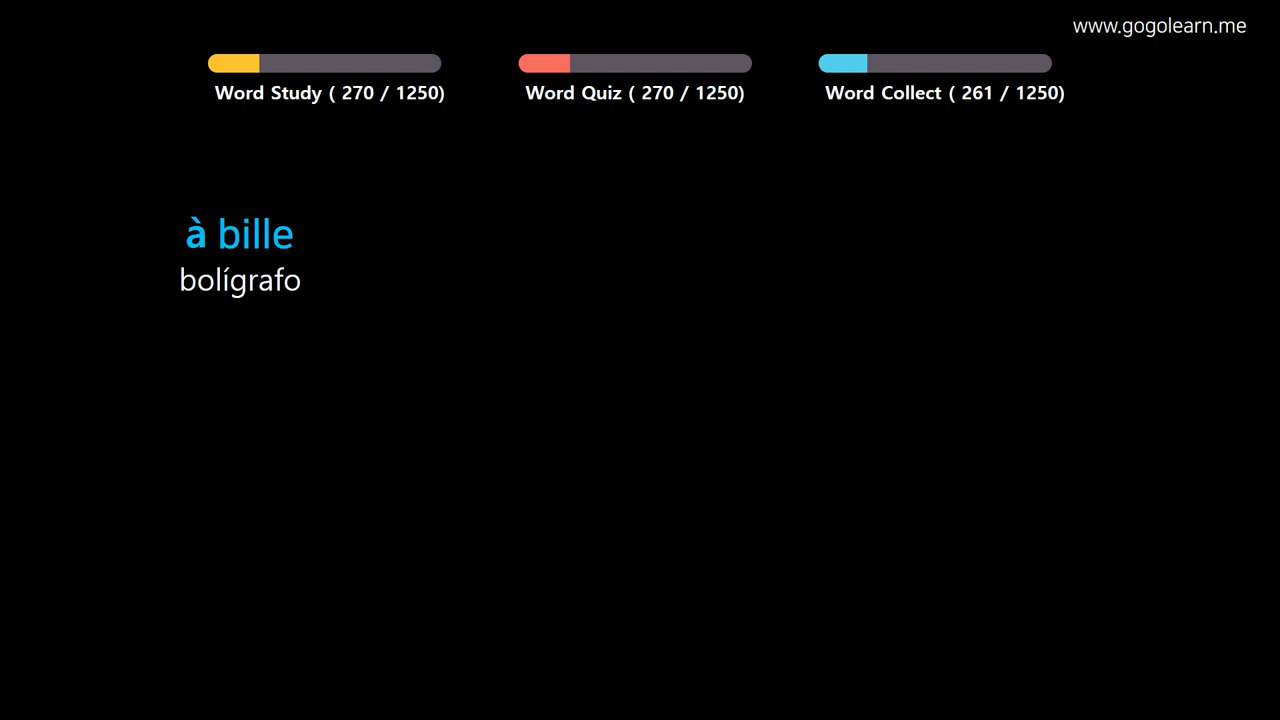 www.gogolearn.me
Word Study ( 270 / 1250)
Word Quiz ( 270 / 1250)
Word Collect ( 261 / 1250)
à bille
bolígrafo